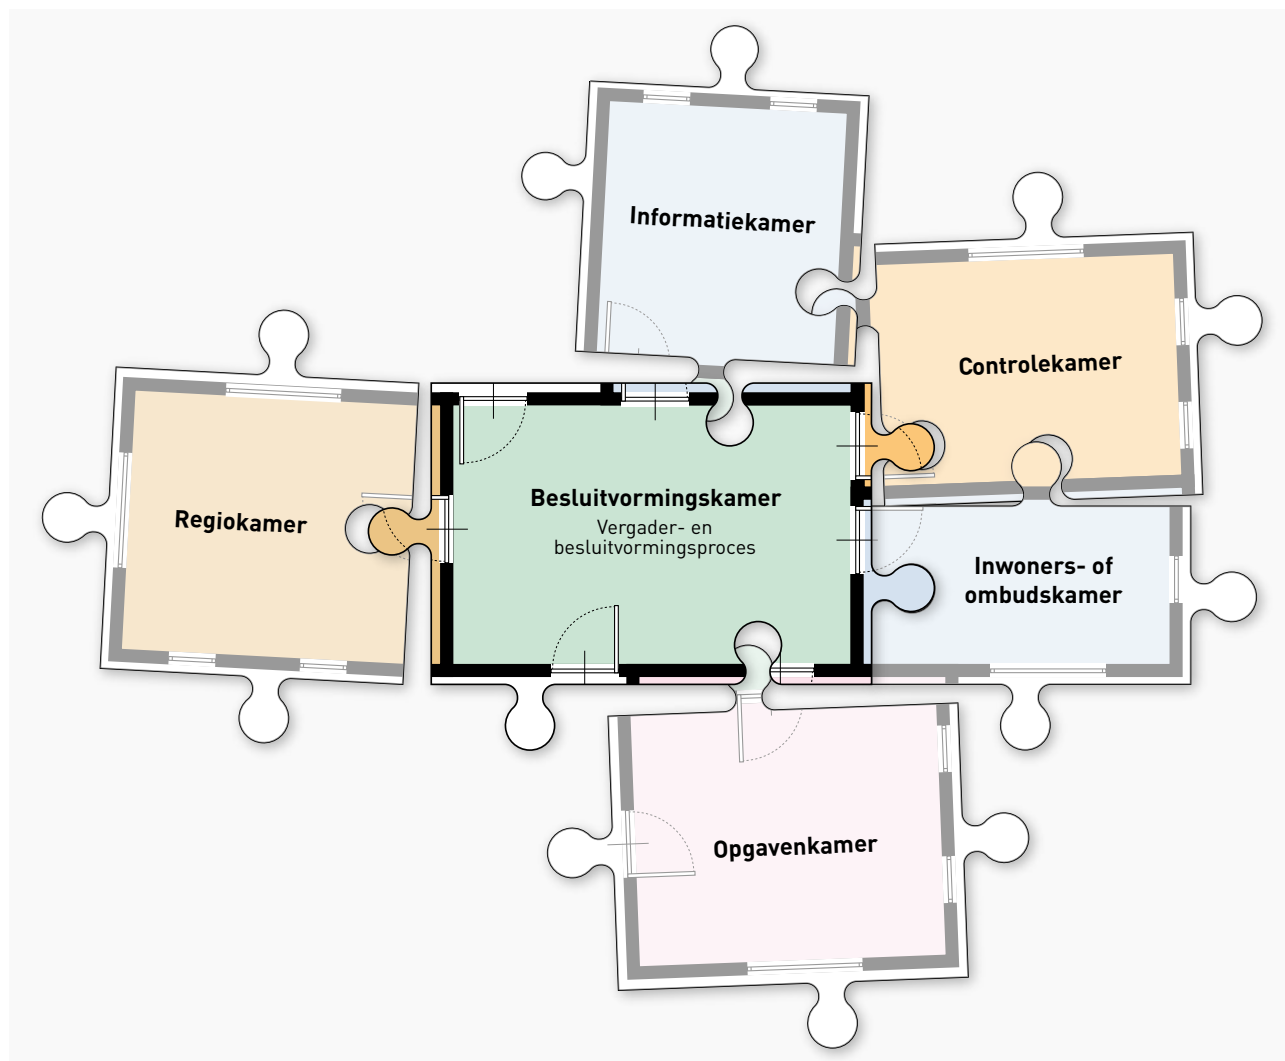 Informatiekamer
Controlekamer
Regiokamer
Besluitvormingskamer
Vergader- en
besluitvormingsproces
Inwoners- of
ombudskamer
Opgavenkamer